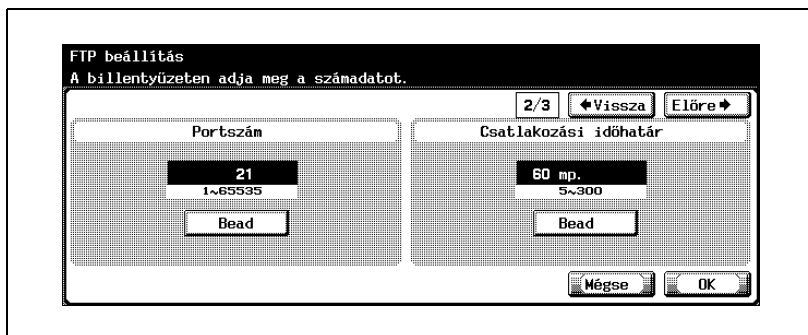 FTP beállítás
A billentyűzeten adja meg a számadatot.
2/3 ←Vissza Előre→
Portszám Csatlakozási időhatár
21 60 mp.
1~65535 5~300
Bead Bead
Mégse OK